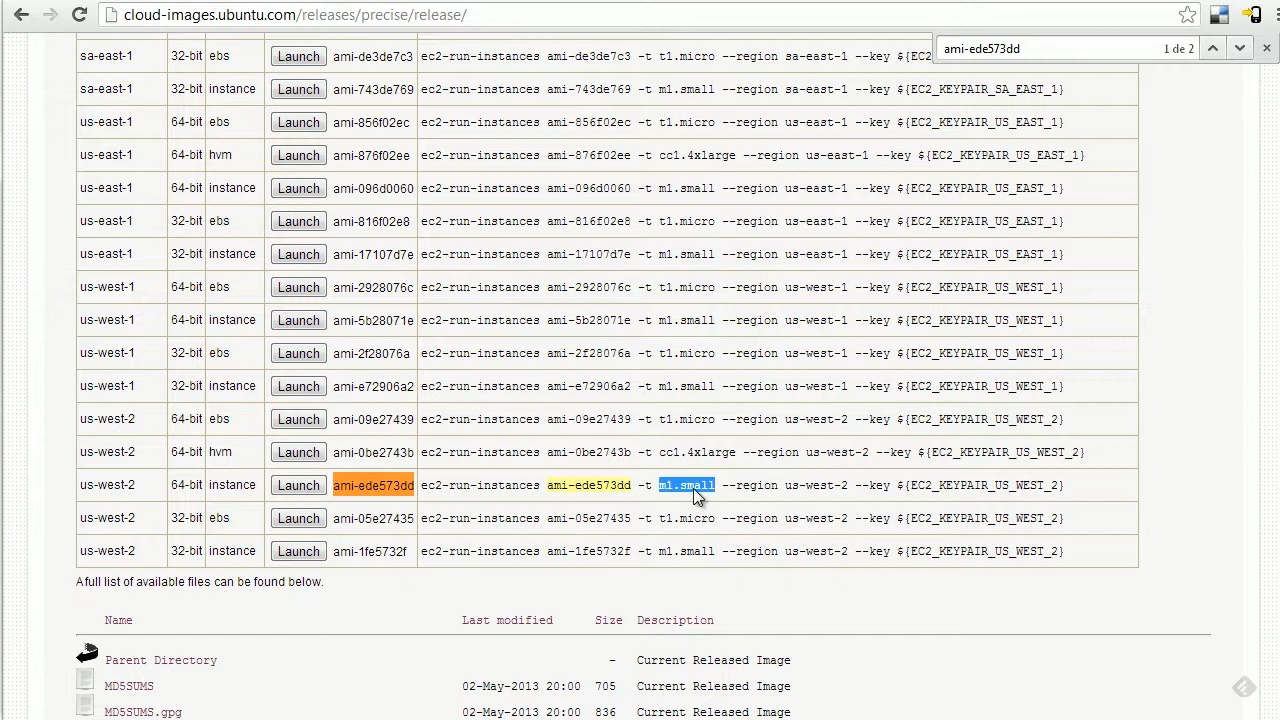 cloud-images.ubuntu.com/releases/precise/release/
ami-ede573dd 1 de 2
sa-east-1 32-bit ebs Launch ami-de3de7c3 ec2-run-instances ami-de3de7c3 -t t1.micro --region sa-east-1 --key ${EC2
sa-east-1 32-bit instance Launch ami-743de769 ec2-run-instances ami-743de769 -t m1.small --region sa-east-1 --key ${EC2_KEYPAIR_SA_EAST_1}
us-east-1 64-bit ebs Launch ami-856f02ec ec2-run-instances ami-856f02ec -t t1.micro --region us-east-1 --key ${EC2_KEYPAIR_US_EAST_1}
us-east-1 64-bit hvm Launch ami-876f02ee ec2-run-instances ami-876f02ee -t cc1.4xlarge --region us-east-1 --key ${EC2_KEYPAIR_US_EAST_1}
us-east-1 64-bit instance Launch ami-096d0060 ec2-run-instances ami-096d0060 -t m1.small --region us-east-1 --key ${EC2_KEYPAIR_US_EAST_1}
us-east-1 32-bit ebs Launch ami-816f02e8 ec2-run-instances ami-816f02e8 -t t1.micro --region us-east-1 --key ${EC2_KEYPAIR_US_EAST_1}
us-east-1 32-bit instance Launch ami-17107d7e ec2-run-instances ami-17107d7e -t m1.small --region us-east-1 --key ${EC2_KEYPAIR_US_EAST_1}
us-west-1 64-bit ebs Launch ami-2928076c ec2-run-instances ami-2928076c -t t1.micro --region us-west-1 --key ${EC2_KEYPAIR_US_WEST_1}
us-west-1 64-bit instance Launch ami-5b28071e ec2-run-instances ami-5b28071e -t m1.small --region us-west-1 --key ${EC2_KEYPAIR_US_WEST_1}
us-west-1 32-bit ebs Launch ami-2f28076a ec2-run-instances ami-2f28076a -t t1.micro --region us-west-1 --key ${EC2_KEYPAIR_US_WEST_1}
us-west-1 32-bit instance Launch ami-e72906a2 ec2-run-instances ami-e72906a2 -t m1.small --region us-west-1 --key ${EC2_KEYPAIR_US_WEST_1}
us-west-2 64-bit ebs Launch ami-09e27439 ec2-run-instances ami-09e27439 -t t1.micro --region us-west-2 --key ${EC2_KEYPAIR_US_WEST_2}
us-west-2 64-bit hvm Launch ami-0be2743b ec2-run-instances ami-0be2743b -t cc1.4xlarge --region us-west-2 --key ${EC2_KEYPAIR_US_WEST_2}
us-west-2 64-bit instance Launch ami-ede573dd ec2-run-instances ami-ede573dd -t m1.small --region us-west-2 --key ${EC2_KEYPAIR_US_WEST_2}
us-west-2 32-bit ebs Launch ami-05e27435 ec2-run-instances ami-05e27435 -t t1.micro --region us-west-2 --key ${EC2_KEYPAIR_US_WEST_2}
us-west-2 32-bit instance Launch ami-1fe5732f ec2-run-instances ami-1fe5732f -t m1.small --region us-west-2 --key ${EC2_KEYPAIR_US_WEST_2}
A full list of available files can be found below.
Name Last modified Size Description
Parent Directory - Current Released Image
MD5SUMS 02-May-2013 20:00 705 Current Released Image
MD5SUMS.gpg 02-May-2013 20:00 836 Current Released Image